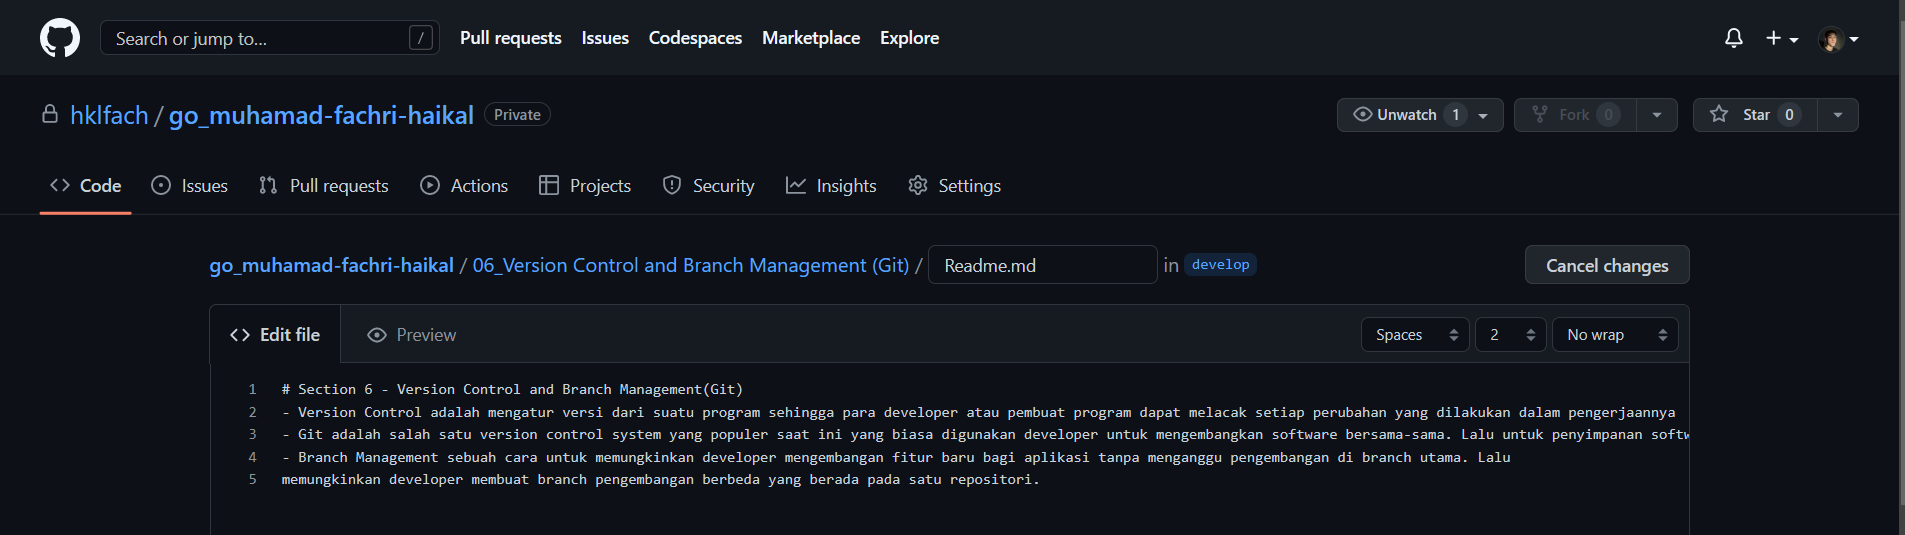 Search or jump to... /
Pull requests Issues Codespaces Marketplace Explore
hklfach / go_muhamad-fachri-haikal Private
Unwatch 1 Fork 0 Star 0
Code Issues Pull requests Actions Projects Security Insights Settings
go_muhamad-fachri-haikal / 06_Version Control and Branch Management (Git) / Readme.md in develop
Cancel changes
Edit file Preview
Spaces 2 No wrap
1 # Section 6 - Version Control and Branch Management(Git)
2 - Version Control adalah mengatur versi dari suatu program sehingga para developer atau pembuat program dapat melacak setiap perubahan yang dilakukan dalam pengerjaannya
3 - Git adalah salah satu version control system yang populer saat ini yang biasa digunakan developer untuk mengembangkan software bersama-sama. Lalu untuk penyimpanan
4 - Branch Management sebuah cara untuk memungkinkan developer mengembangan fitur baru bagi aplikasi tanpa menganggu pengembangan di branch utama. Lalu
5 memungkinkan developer membuat branch pengembangan berbeda yang berada pada satu repositori.